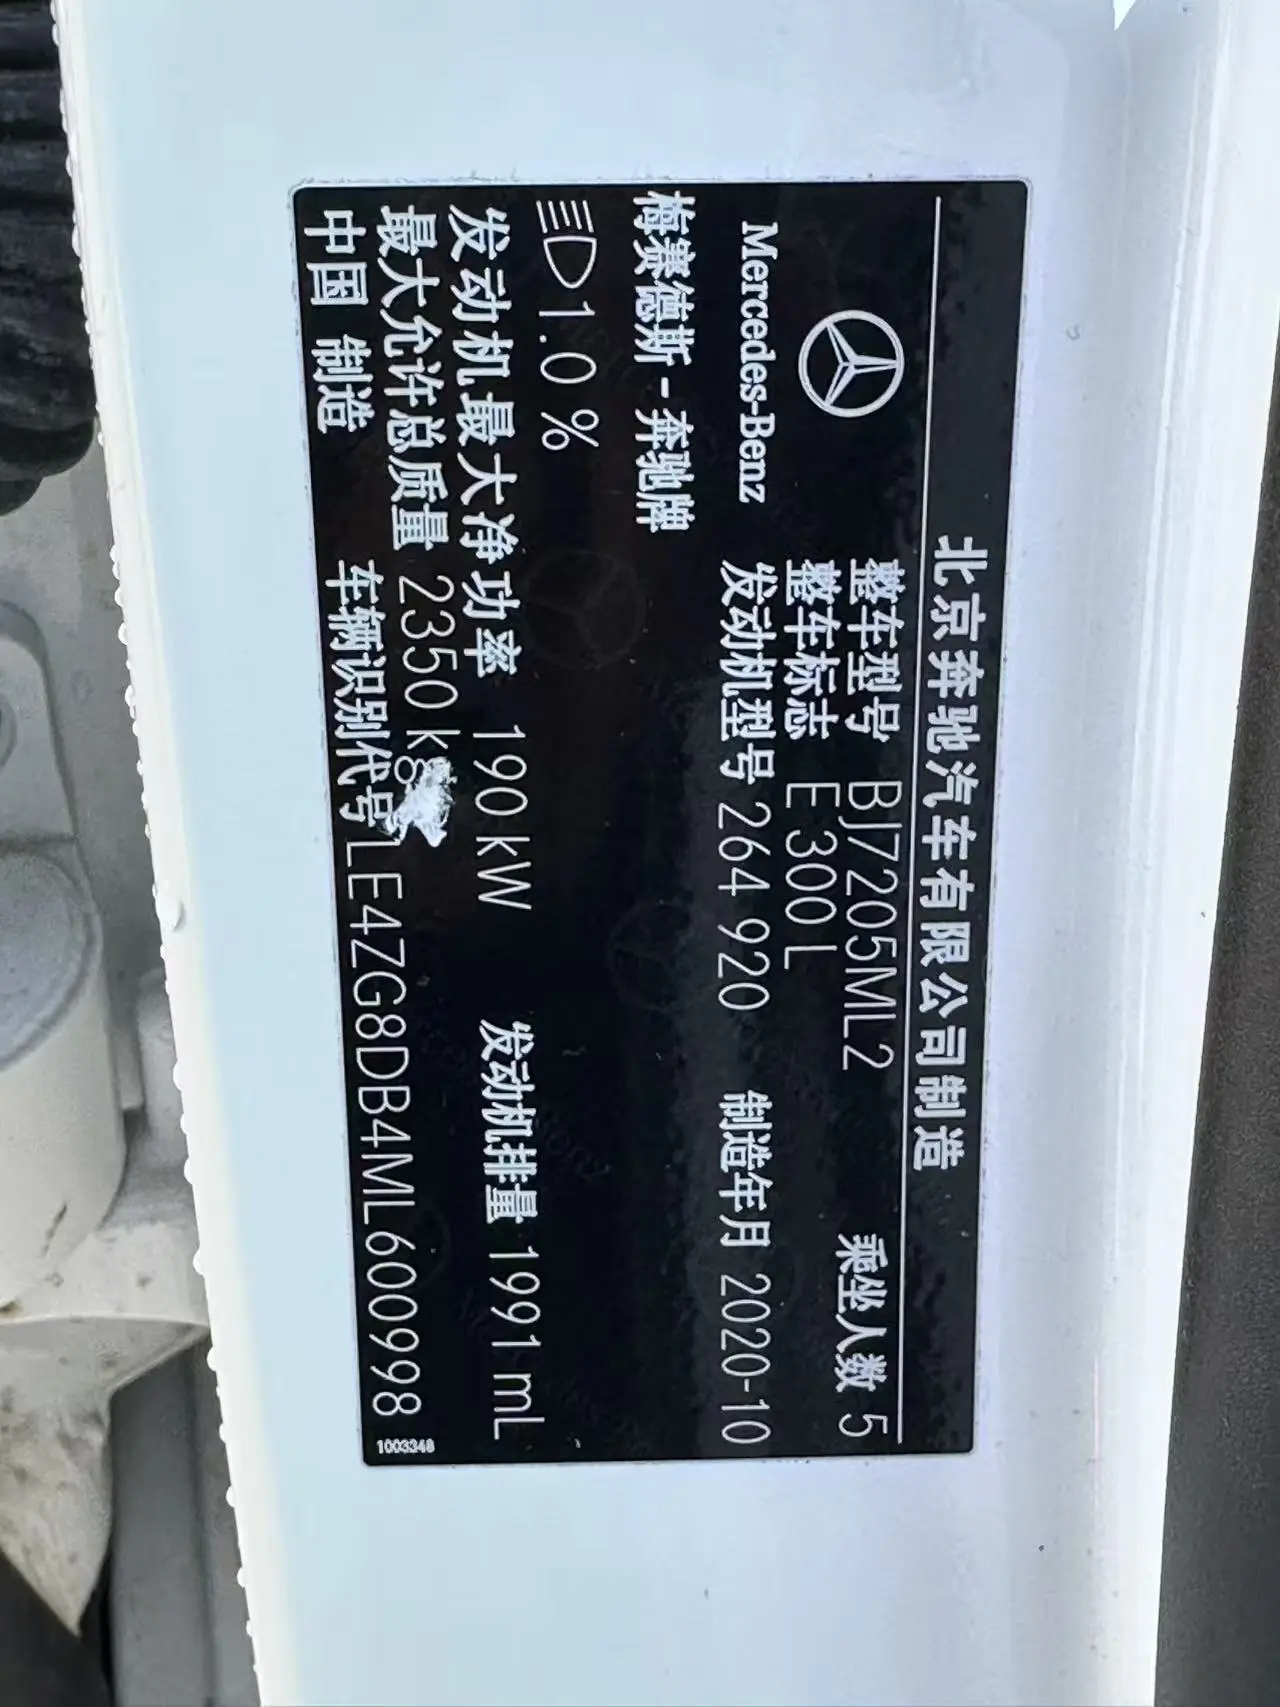 北京奔驰汽车有限公司制造
整车型号 BJ7205ML2 乘坐人数 5
整车标志 E 300 L
Mercedes-Benz
发动机型号 264 920 制造年月 2020-10
梅赛德斯-奔驰牌
1.0 %
发动机最大净功率 190 kW 发动机排量 1991 mL
最大允许总质量 2350 kg
中国 制造 车辆识别代号 LE4ZG8DB4ML600998
1003348